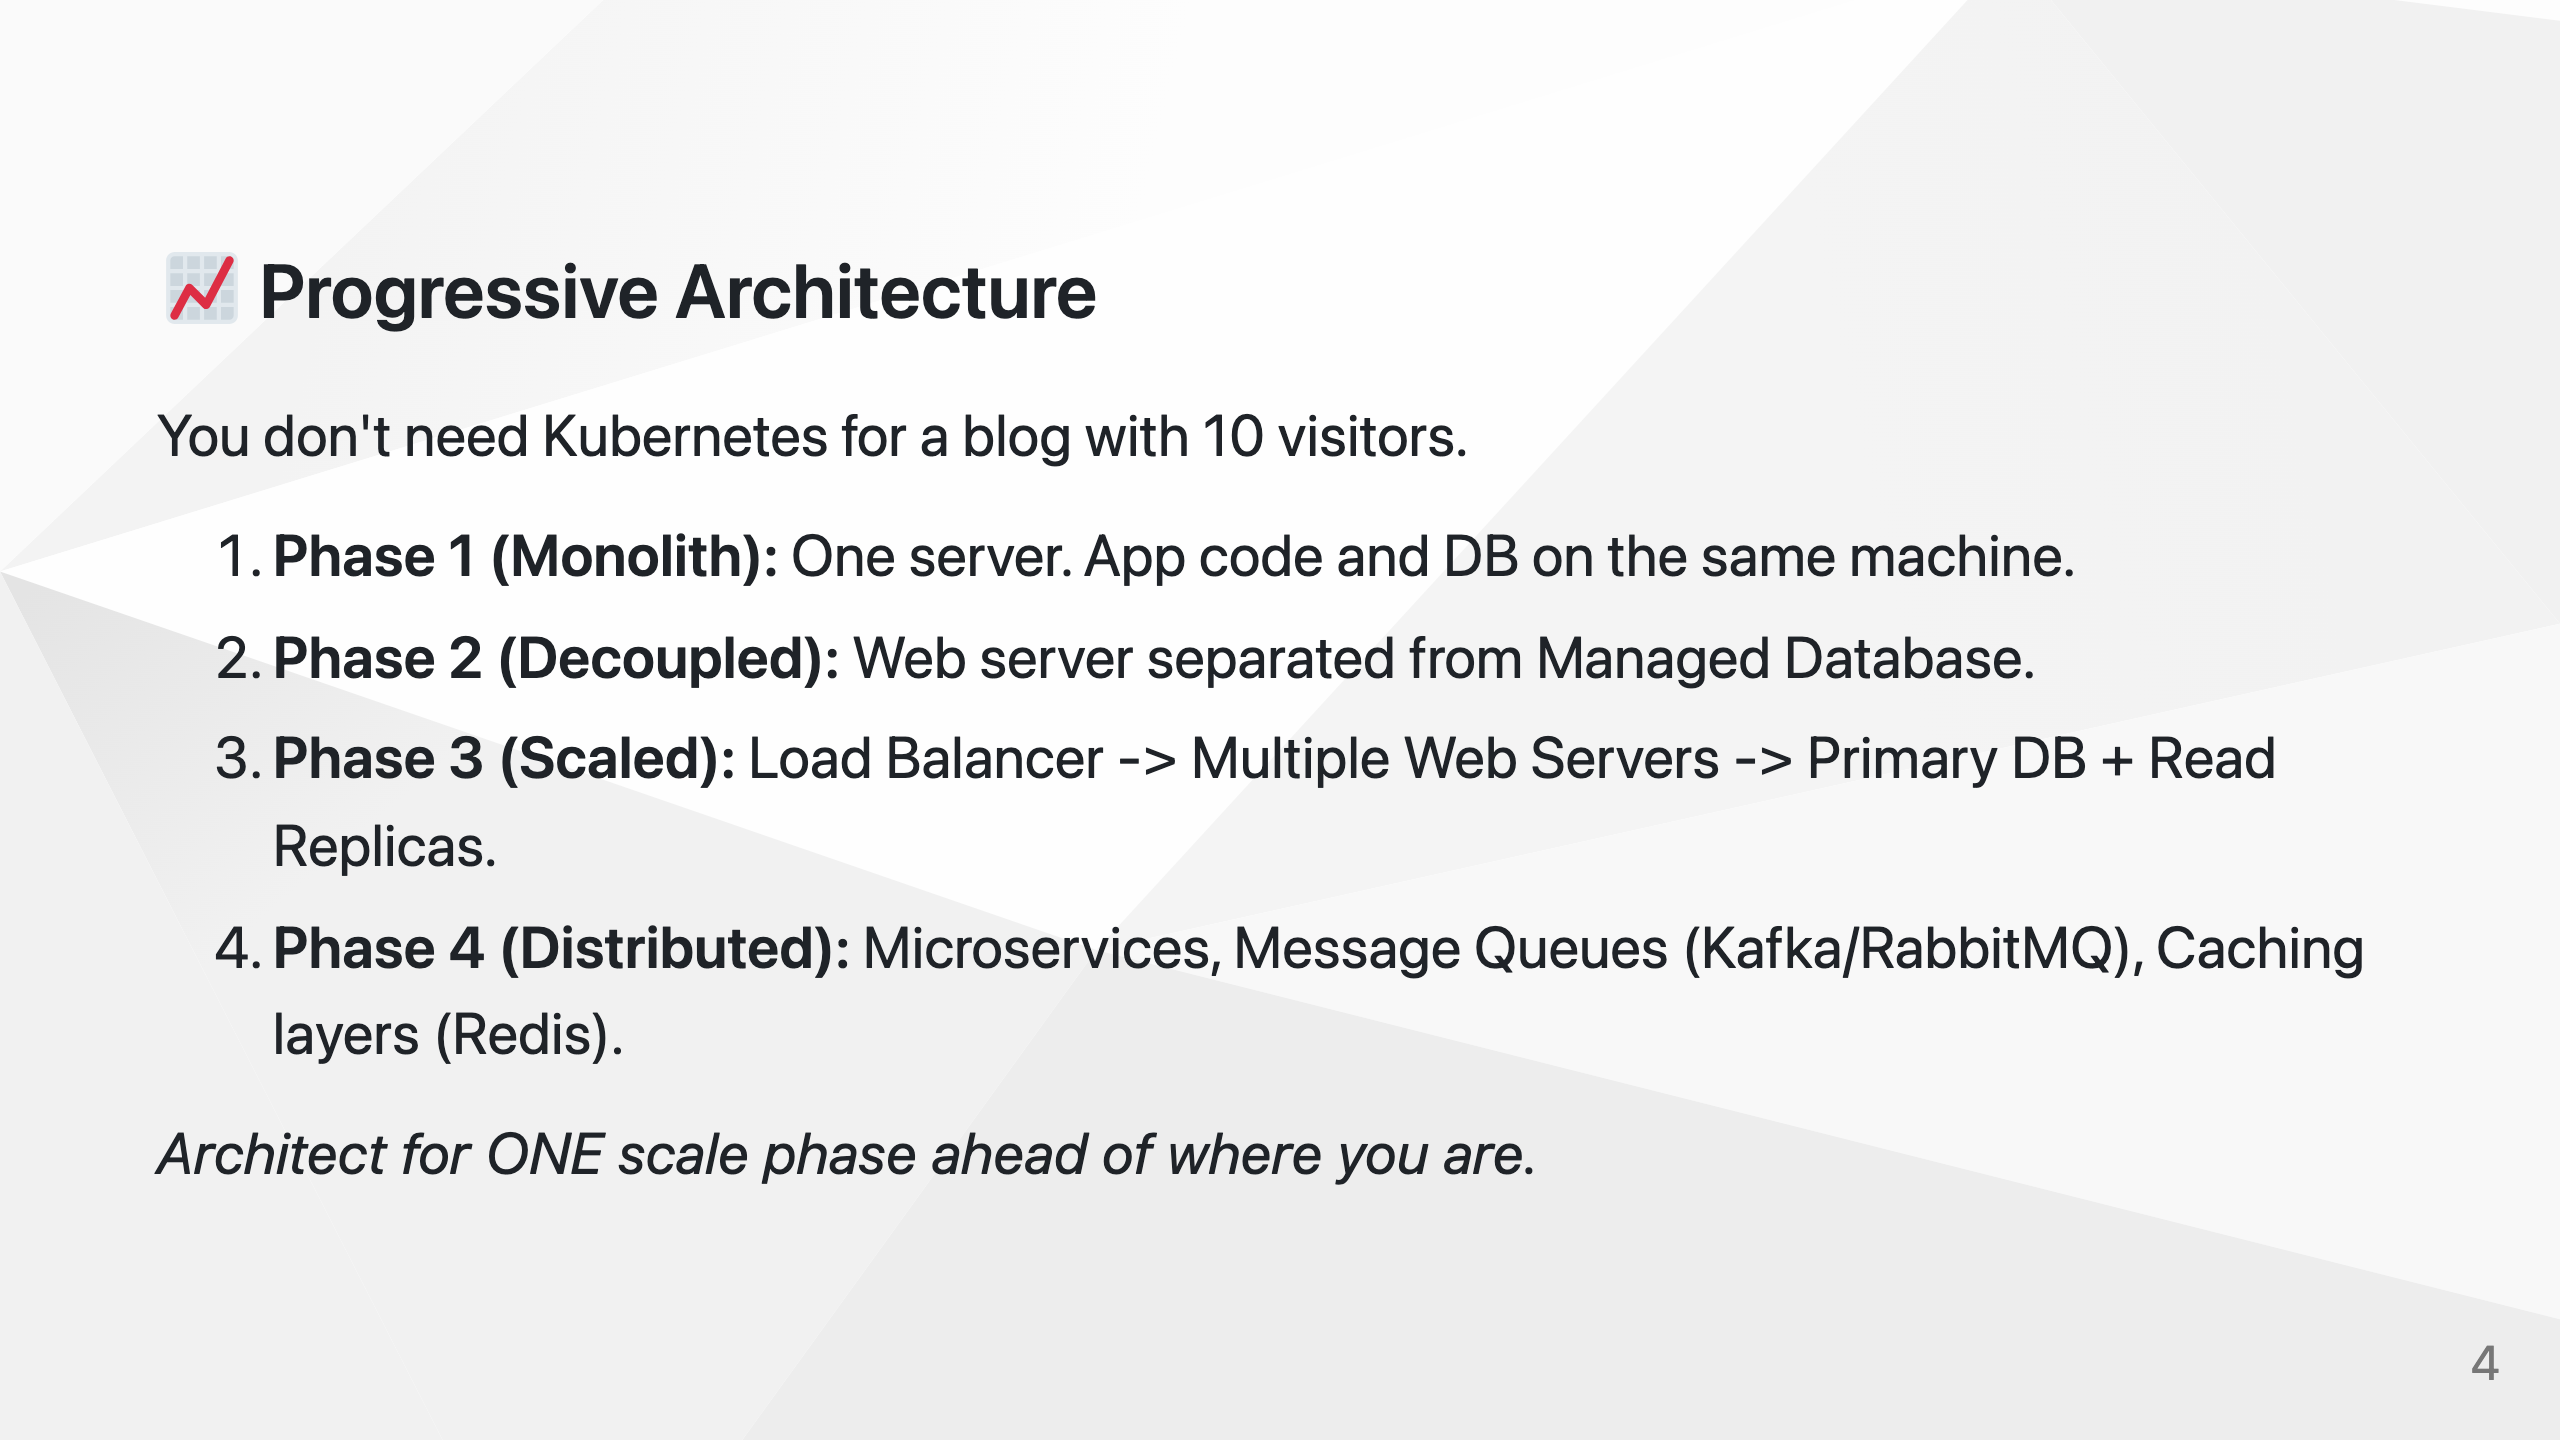 📈 Progressive Architecture
You don't need Kubernetes for a blog with 10 visitors.
1. Phase 1 (Monolith): One server. App code and DB on the same machine.
2. Phase 2 (Decoupled): Web server separated from Managed Database.
3. Phase 3 (Scaled): Load Balancer -> Multiple Web Servers -> Primary DB + Read
Replicas.
4. Phase 4 (Distributed): Microservices, Message Queues (Kafka/RabbitMQ), Caching
layers (Redis).
Architect for ONE scale phase ahead of where you are.
4